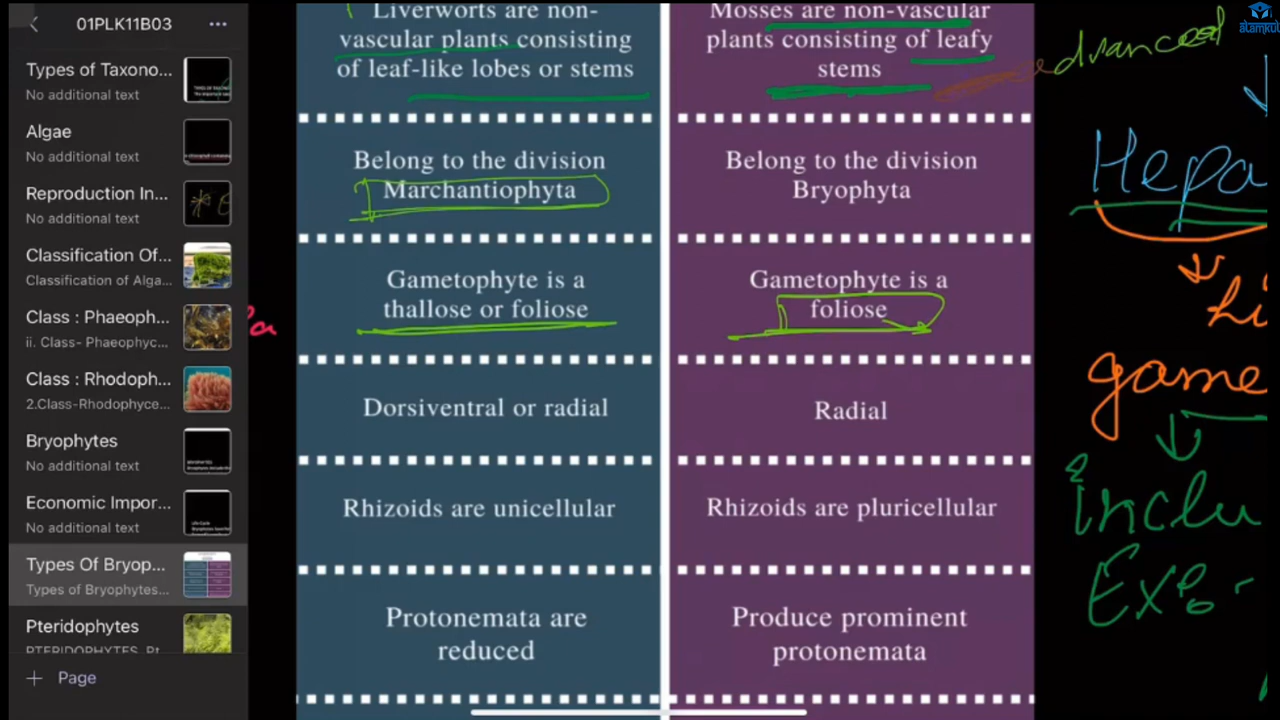 01PLK11B03
Types of Taxono...
No additional text
Algae
No additional text
Reproduction In...
No additional text
Classification Of...
Classification of Alga...
Class : Phaeoph...
ii. Class- Phaeophyc...
Class : Rhodoph...
2.Class-Rhodophyce...
Bryophytes
No additional text
Economic Impor...
No additional text
Types Of Bryop...
Types of Bryophytes...
Pteridophytes
+ Page
Liverworts are non-
vascular plants consisting
of leaf-like lobes or stems
Belong to the division
Marchantiophyta
Gametophyte is a
thallose or foliose
Dorsiventral or radial
Rhizoids are unicellular
Protonemata are
reduced
Mosses are non-vascular
plants consisting of leafy
stems
Belong to the division
Bryophyta
Gametophyte is a
foliose
Radial
Rhizoids are pluricellular
Produce prominent
protonemata
advanced
Hepa
Li
game
inclu